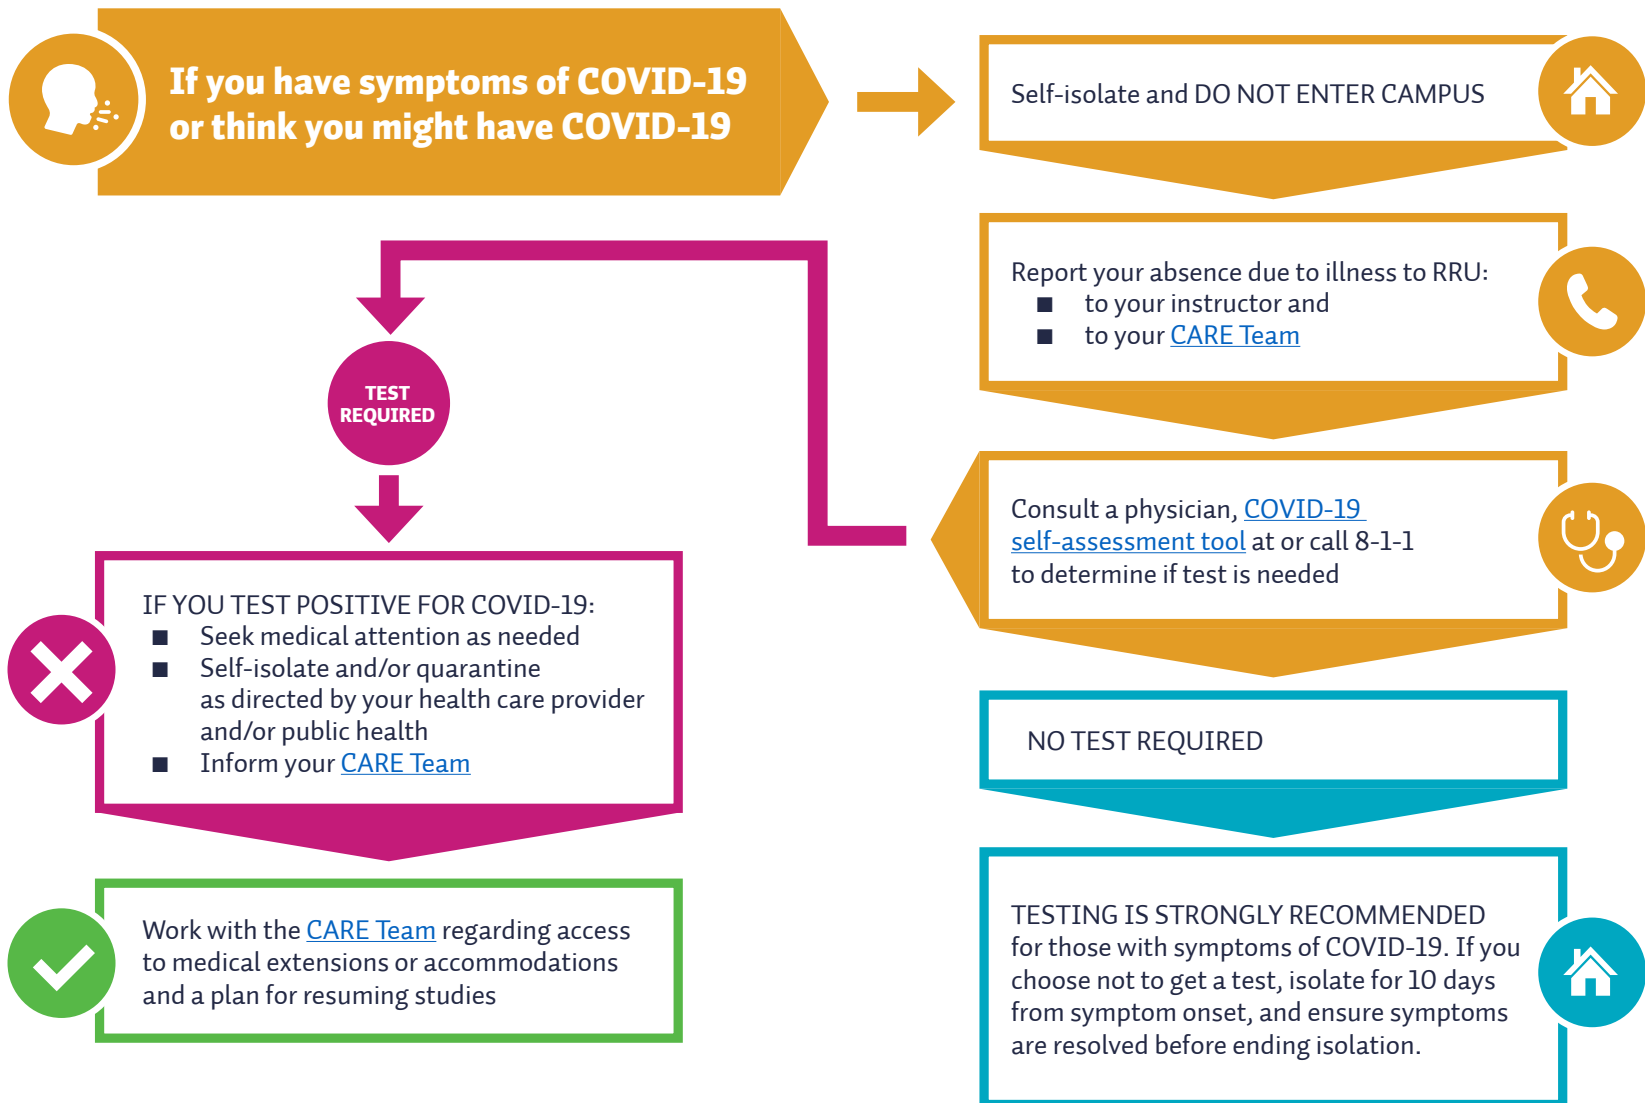 If you have symptoms of COVID-19
or think you might have COVID-19
Self-isolate and DO NOT ENTER CAMPUS
Report your absence due to illness to RRU:
■ to your instructor and
■ to your CARE Team
Consult a physician, COVID-19
self-assessment tool at or call 8-1-1
to determine if test is needed
TEST
REQUIRED
IF YOU TEST POSITIVE FOR COVID-19:
■ Seek medical attention as needed
■ Self-isolate and/or quarantine
as directed by your health care provider
and/or public health
■ Inform your CARE Team
Work with the CARE Team regarding access
to medical extensions or accommodations
and a plan for resuming studies
NO TEST REQUIRED
TESTING IS STRONGLY RECOMMENDED
for those with symptoms of COVID-19. If you
choose not to get a test, isolate for 10 days
from symptom onset, and ensure symptoms
are resolved before ending isolation.